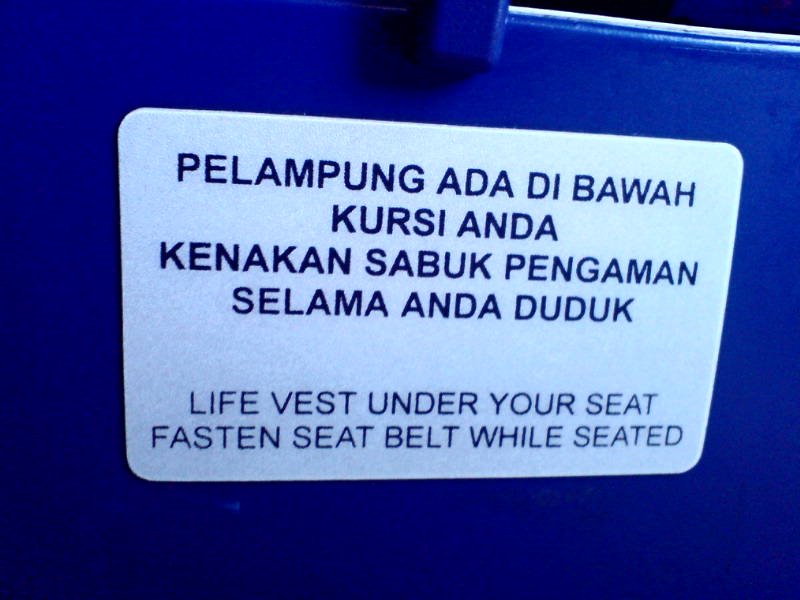 PELAMPUNG ADA DI BAWAH
KURSI ANDA
KENAKAN SABUK PENGAMAN
SELAMA ANDA DUDUK
LIFE VEST UNDER YOUR SEAT
FASTEN SEAT BELT WHILE SEATED